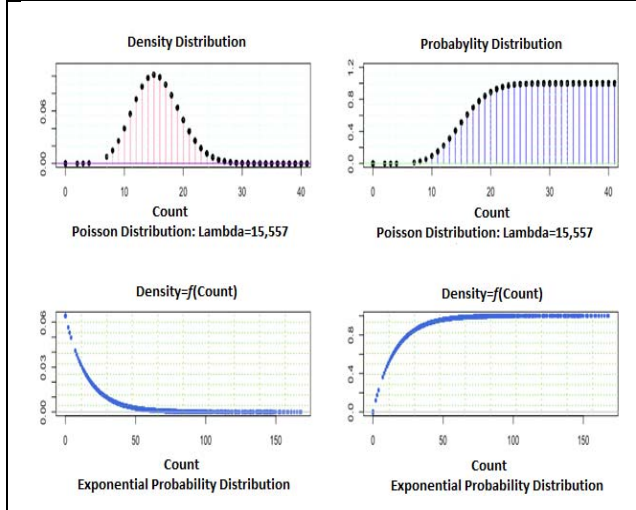 Density Distribution
0.00 0.06
0 10 20 30 40
Count
Poisson Distribution: Lambda=15,557
Probabylity Distribution
0.0 0.4 0.8 1.2
0 10 20 30 40
Count
Poisson Distribution: Lambda=15,557
Density=f(Count)
0.00 0.03 0.06
0 50 100 150
Count
Exponential Probability Distribution
Density=f(Count)
0.0 0.4 0.8
0 50 100 150
Count
Exponential Probability Distribution